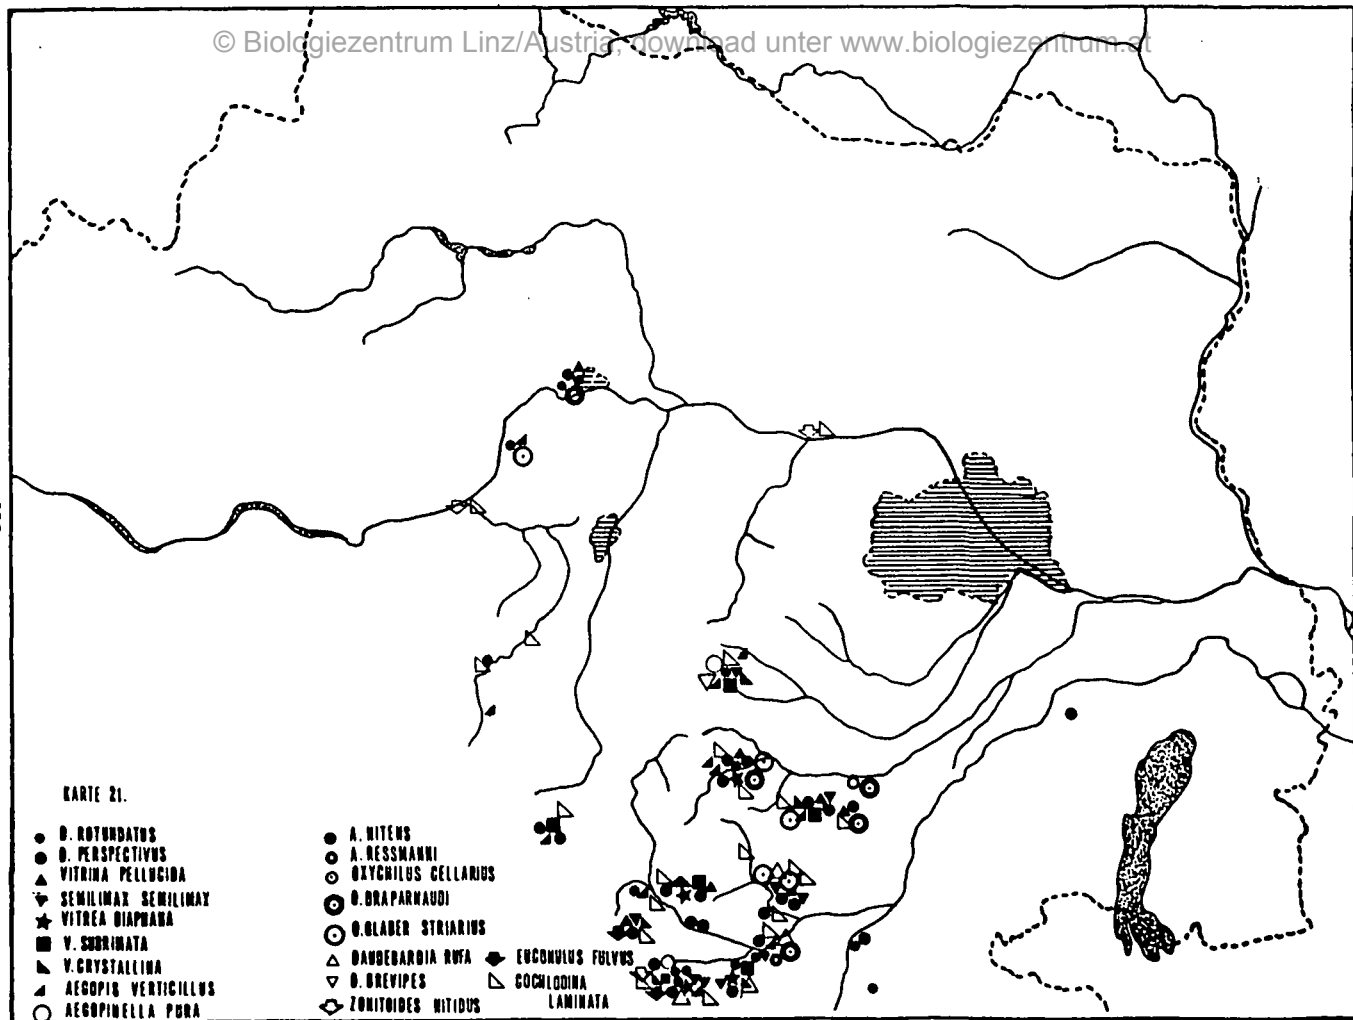 © Biologiezentrum Linz/Austria; download unter www.biologiezentrum.at
KARTE 21.
D. ROTUNDATUS
D. PERSPECTIVUS
VITRINA PELLUCIDA
SEMILIMAX SEMILIMAX
VITREA DIAPHANA
V. SUBRIMATA
V. CRYSTALLINA
AEGOPIS VERTICILLUS
AEGOPINELLA PURA
A. NITENS
A. RESSMANNI
OXYCHILUS CELLARIUS
O. DRAPARNAUDI
O. GLABER STRIARIUS
DAUDEBARDIA RUFA
D. BREVIPES
ZONITOIDES NITIDUS
EUCONULUS FULVUS
COCHLODINA
LAMINATA